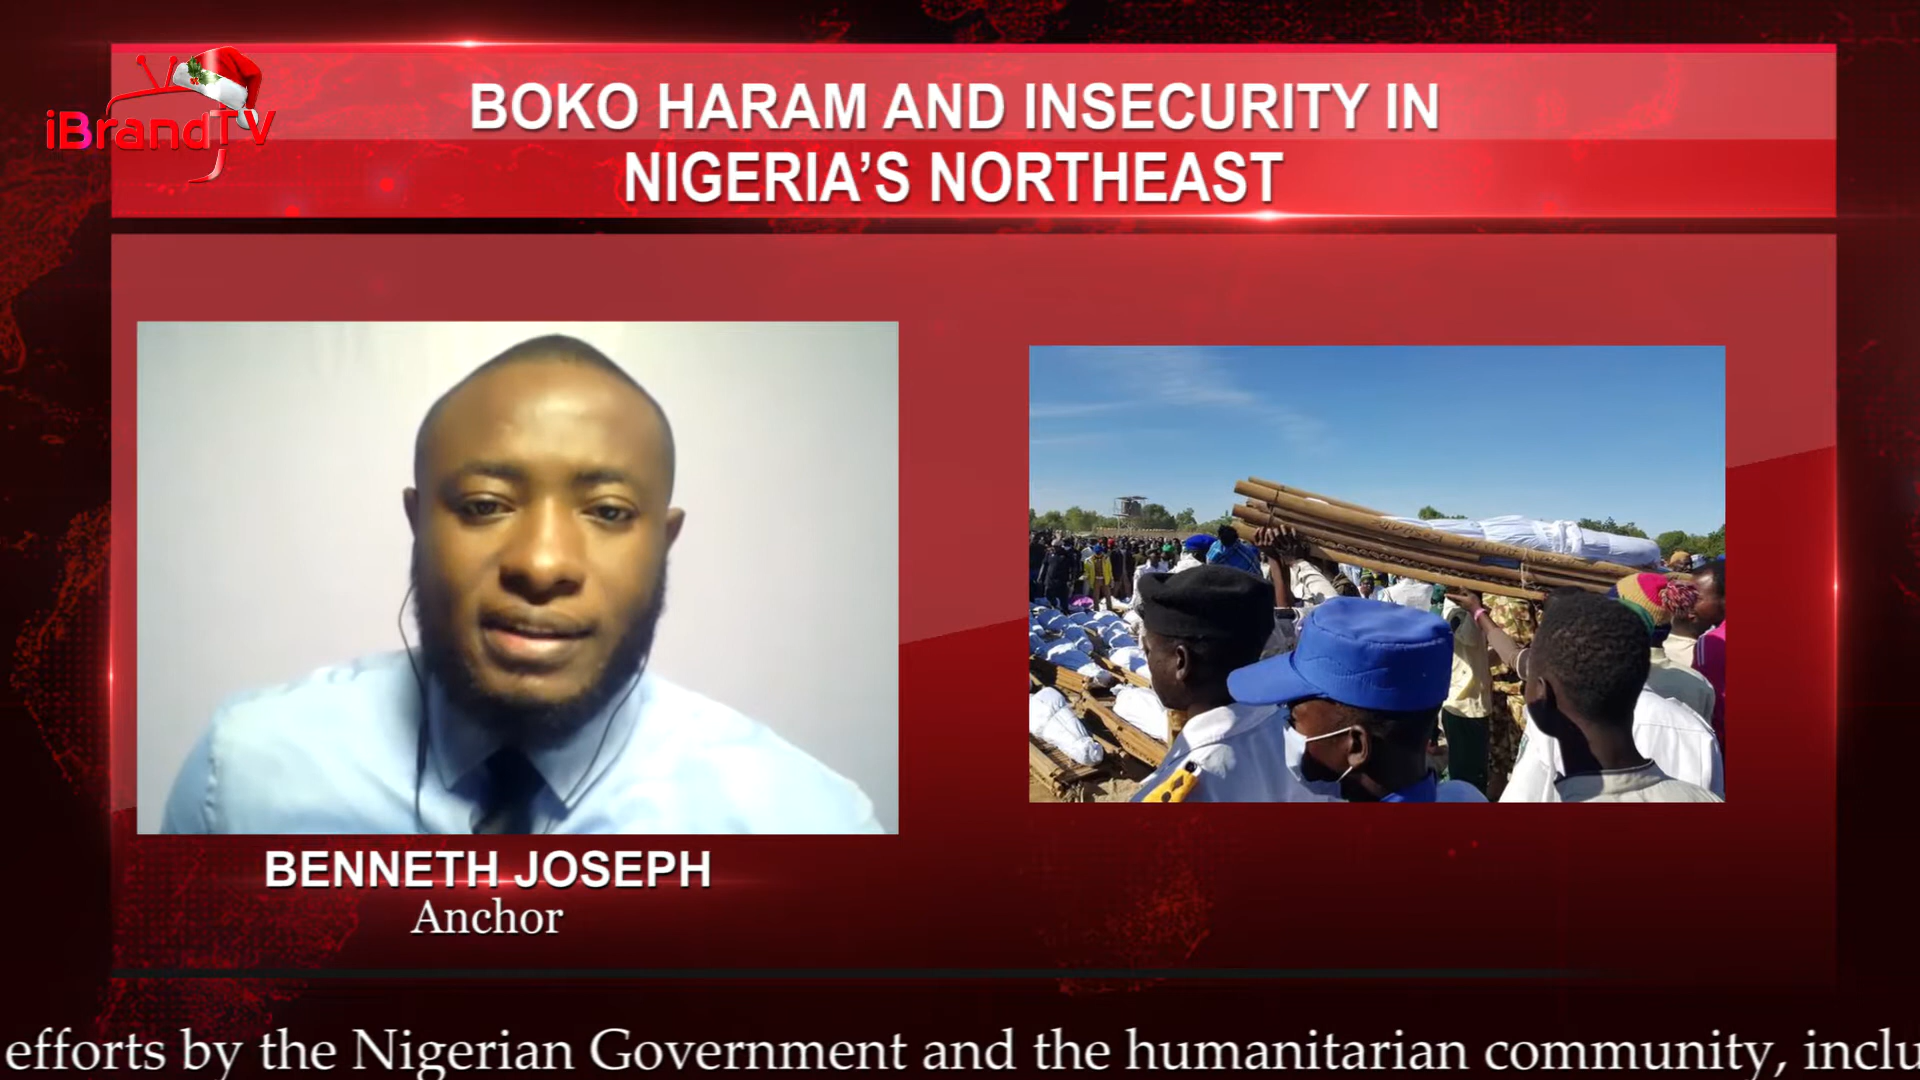 iBrandTV
BOKO HARAM AND INSECURITY IN
NIGERIA’S NORTHEAST
BENNETH JOSEPH
Anchor
efforts by the Nigerian Government and the humanitarian community, inclu